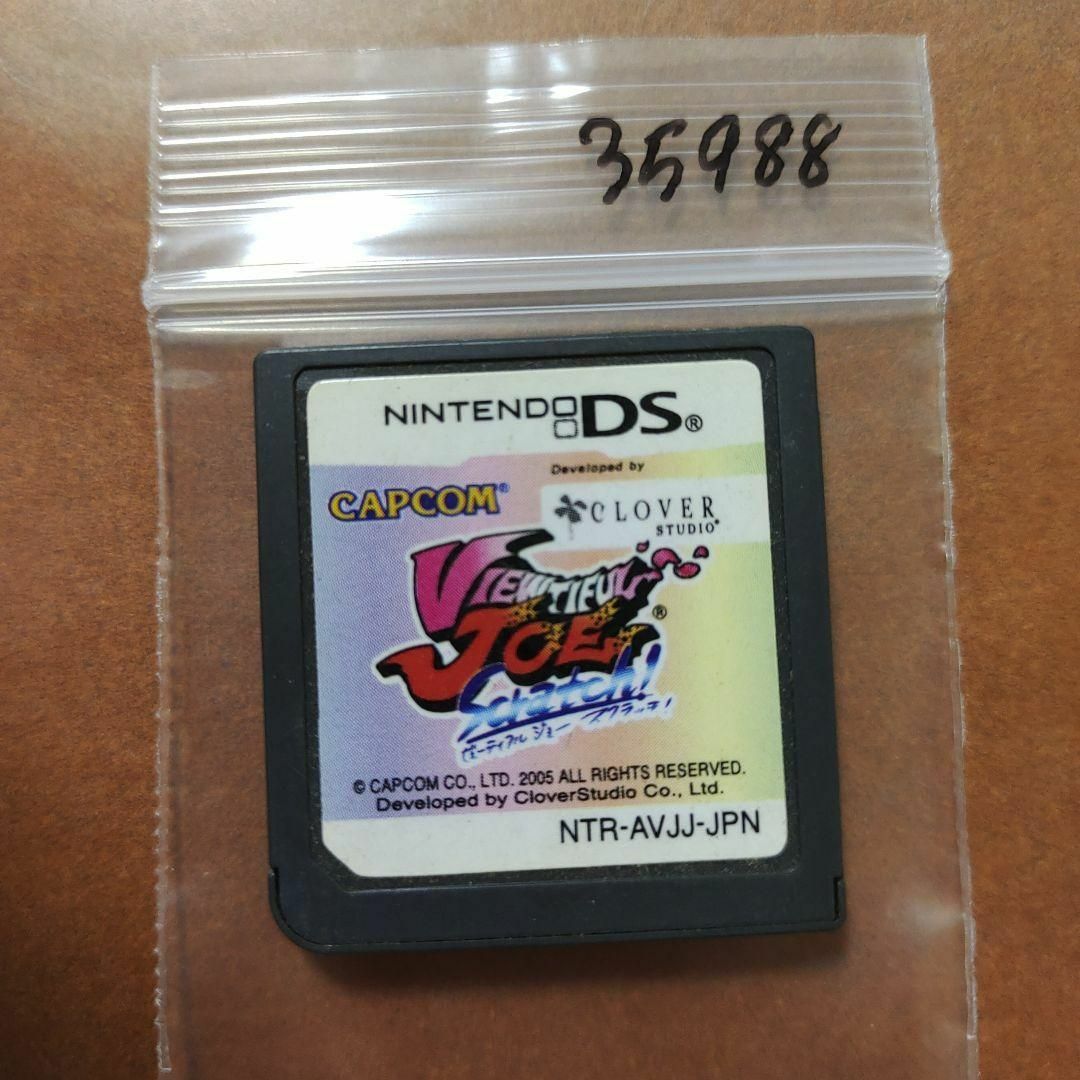 35988
NINTENDO DS®
Developed by
CAPCOM®
CLOVER
STUDIO®
VIEWTIFUL
JOE®
Scratch!
ビューティフル ジョー スクラッチ!
© CAPCOM CO., LTD. 2005 ALL RIGHTS RESERVED.
Developed by CloverStudio Co., Ltd.
NTR-AVJJ-JPN